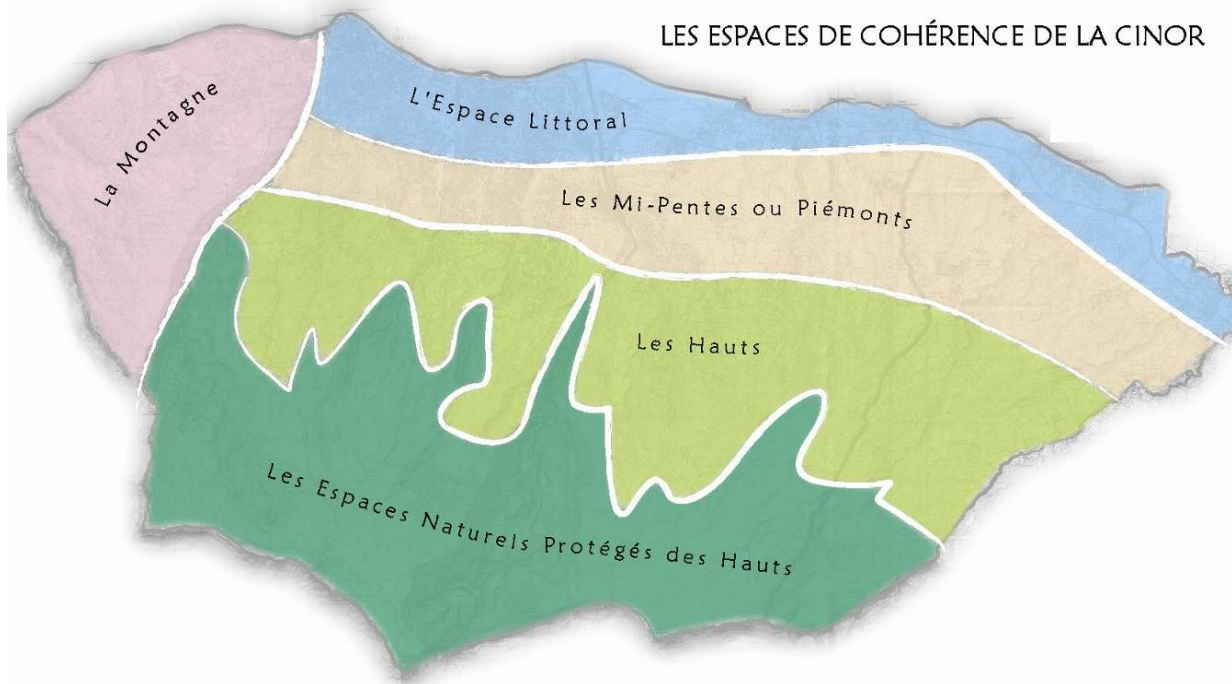 LES ESPACES DE COHÉRENCE DE LA CINOR
La Montagne
L'Espace Littoral
Les Mi-Pentes ou Piémonts
Les Hauts
Les Espaces Naturels Protégés des Hauts